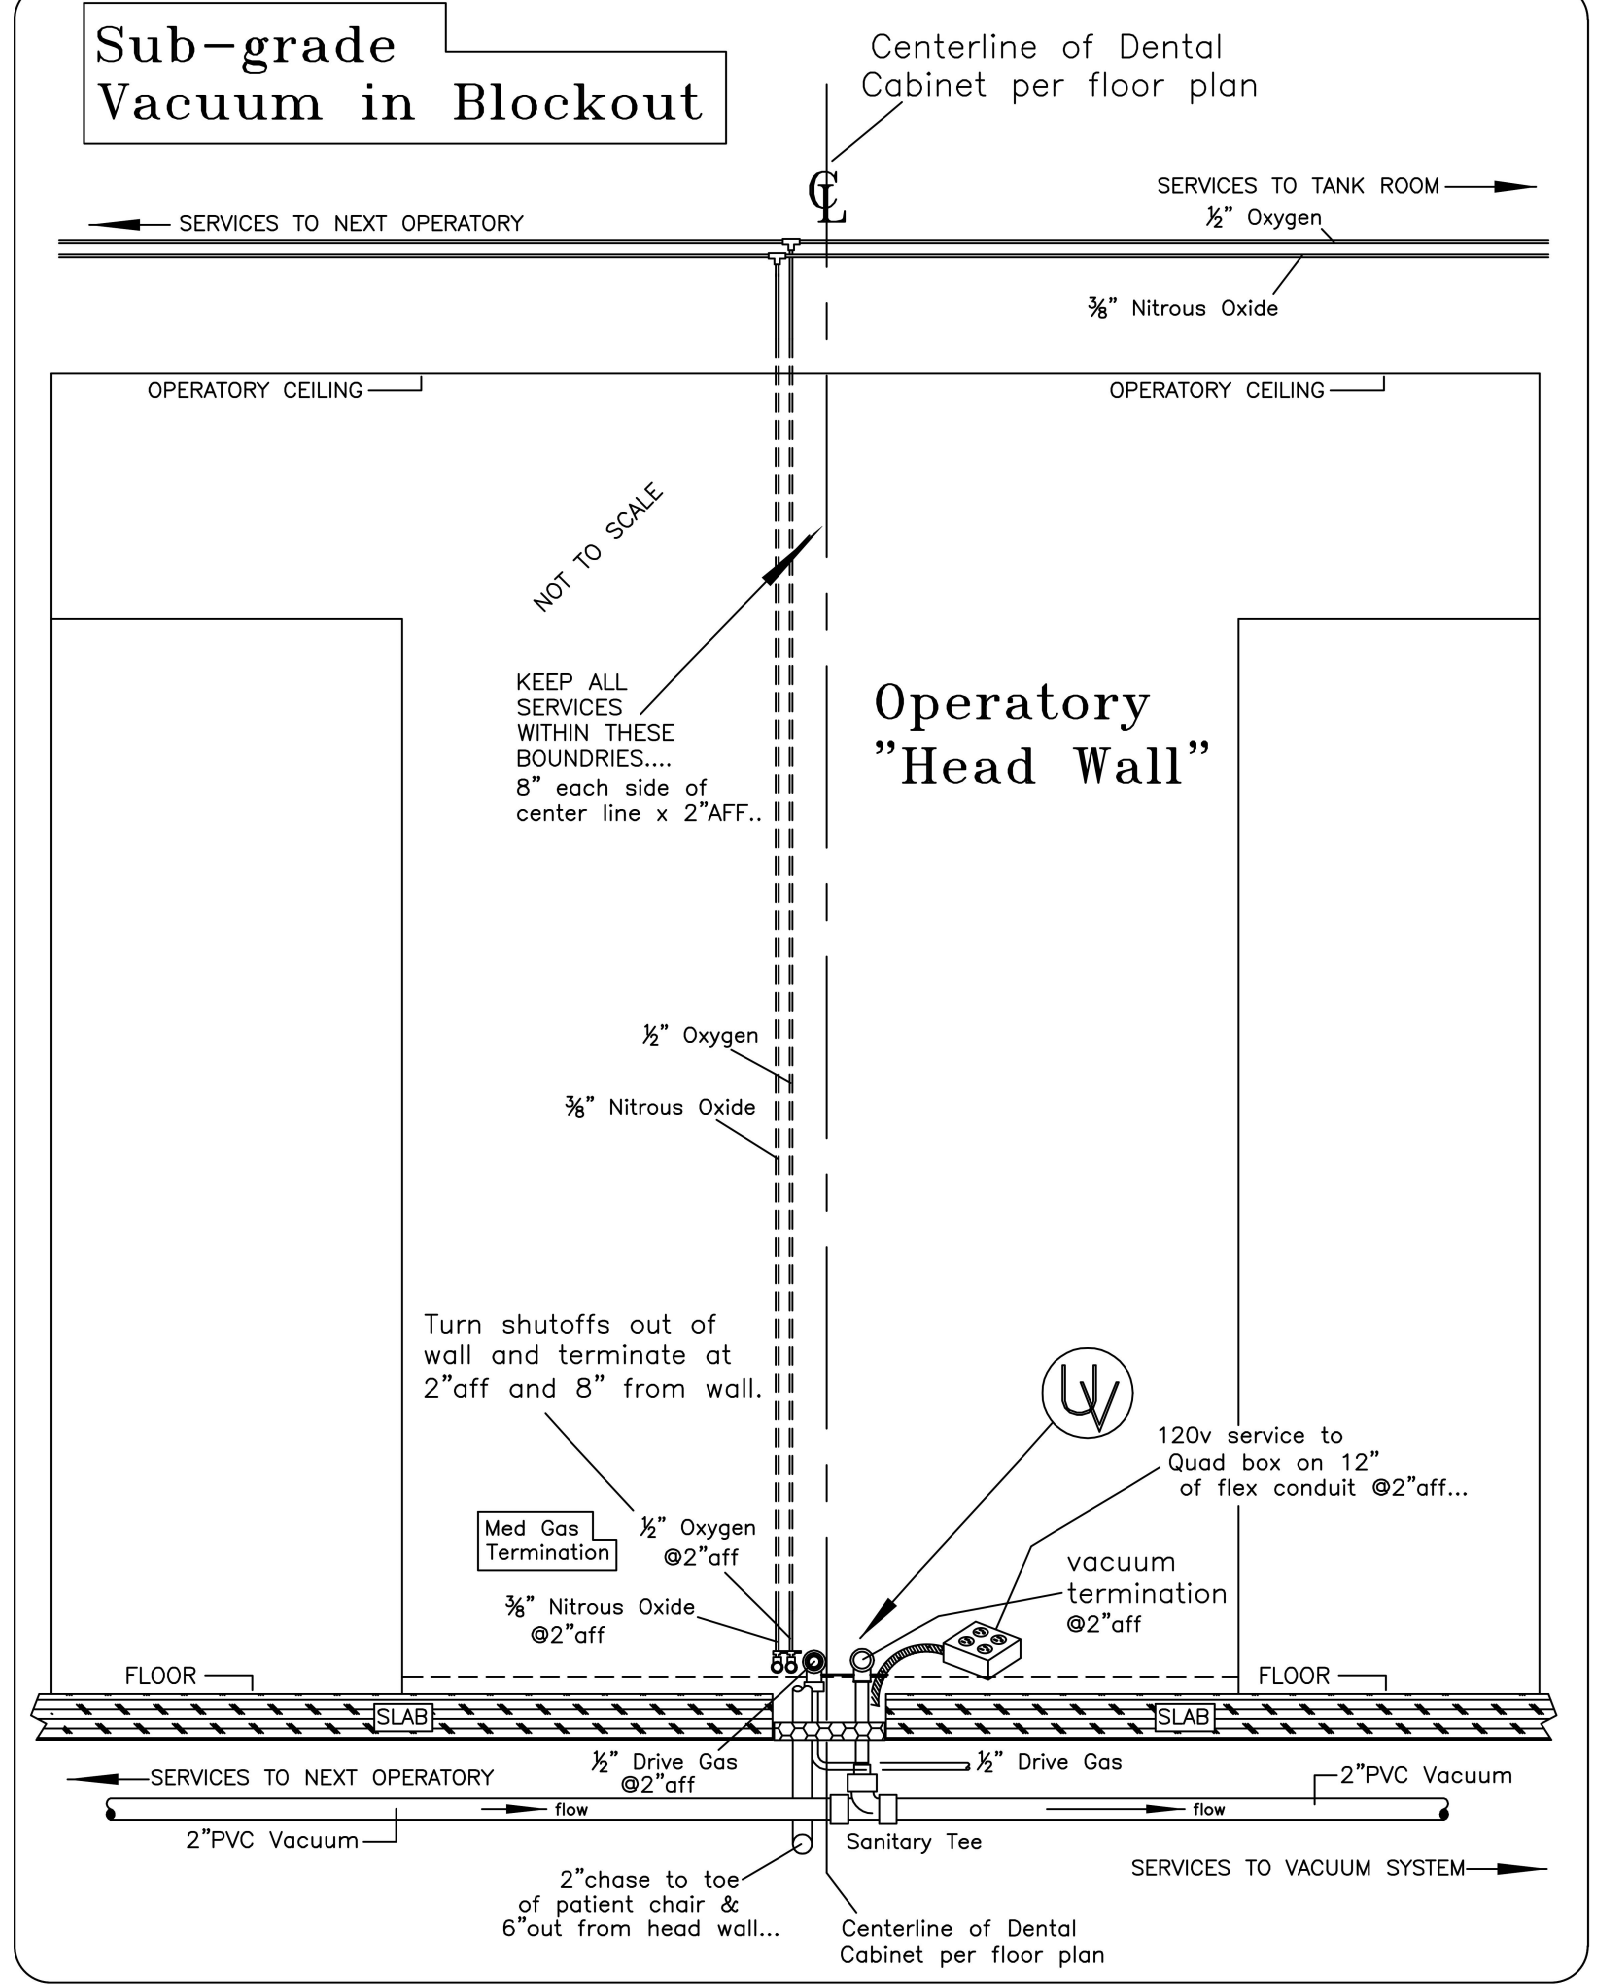 Sub-grade
Vacuum in Blockout
Centerline of Dental
Cabinet per floor plan
CL
SERVICES TO TANK ROOM
SERVICES TO NEXT OPERATORY
½" Oxygen
⅜" Nitrous Oxide
OPERATORY CEILING
OPERATORY CEILING
NOT TO SCALE
KEEP ALL
SERVICES
WITHIN THESE
BOUNDRIES....
8" each side of
center line x 2"AFF..
Operatory
"Head Wall"
½" Oxygen
⅜" Nitrous Oxide
Turn shutoffs out of
wall and terminate at
2"aff and 8" from wall.
UV
120v service to
Quad box on 12"
of flex conduit @2"aff...
Med Gas
Termination
½" Oxygen
@2"aff
vacuum
termination
@2"aff
⅜" Nitrous Oxide
@2"aff
FLOOR
FLOOR
SLAB
SLAB
½" Drive Gas
@2"aff
½" Drive Gas
SERVICES TO NEXT OPERATORY
2"PVC Vacuum
flow
flow
2"PVC Vacuum
Sanitary Tee
SERVICES TO VACUUM SYSTEM
2"chase to toe
of patient chair &
6"out from head wall...
Centerline of Dental
Cabinet per floor plan